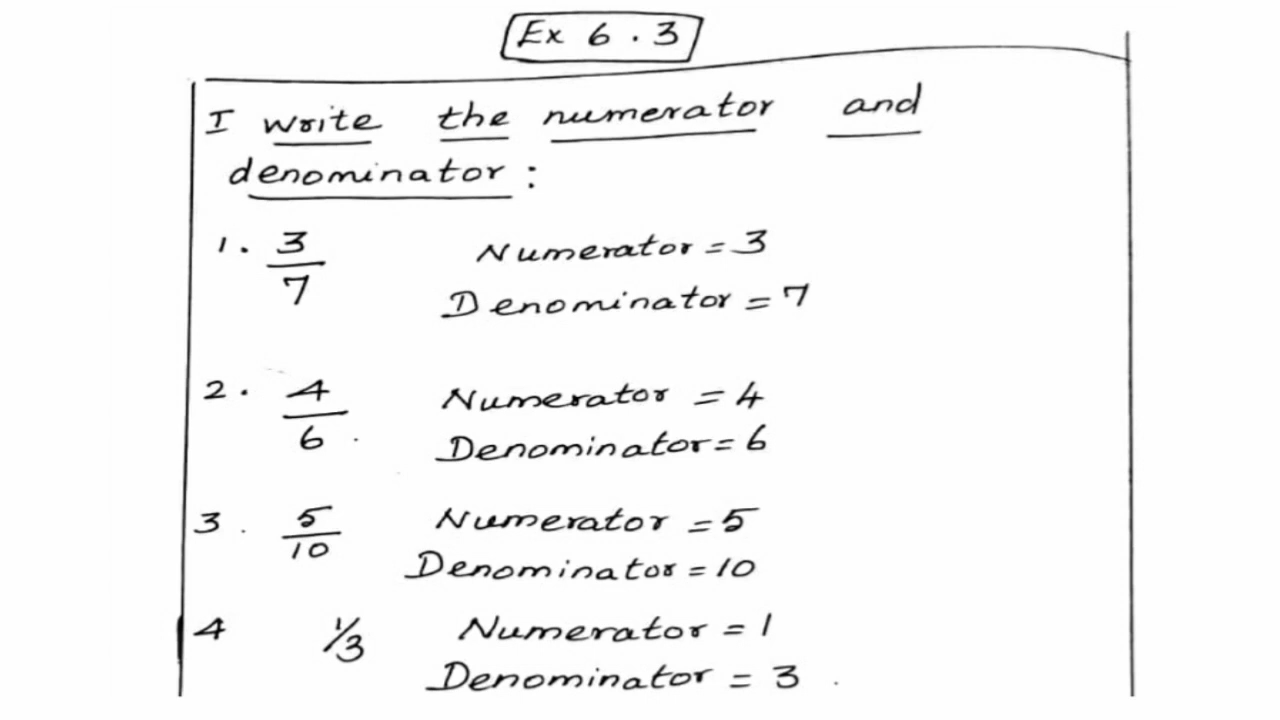 Ex 6.3
I write the numerator and
denominator :
1. 3/7 Numerator = 3
Denominator = 7
2. 4/6 Numerator = 4
Denominator = 6
3. 5/10 Numerator = 5
Denominator = 10
4 1/3 Numerator = 1
Denominator = 3